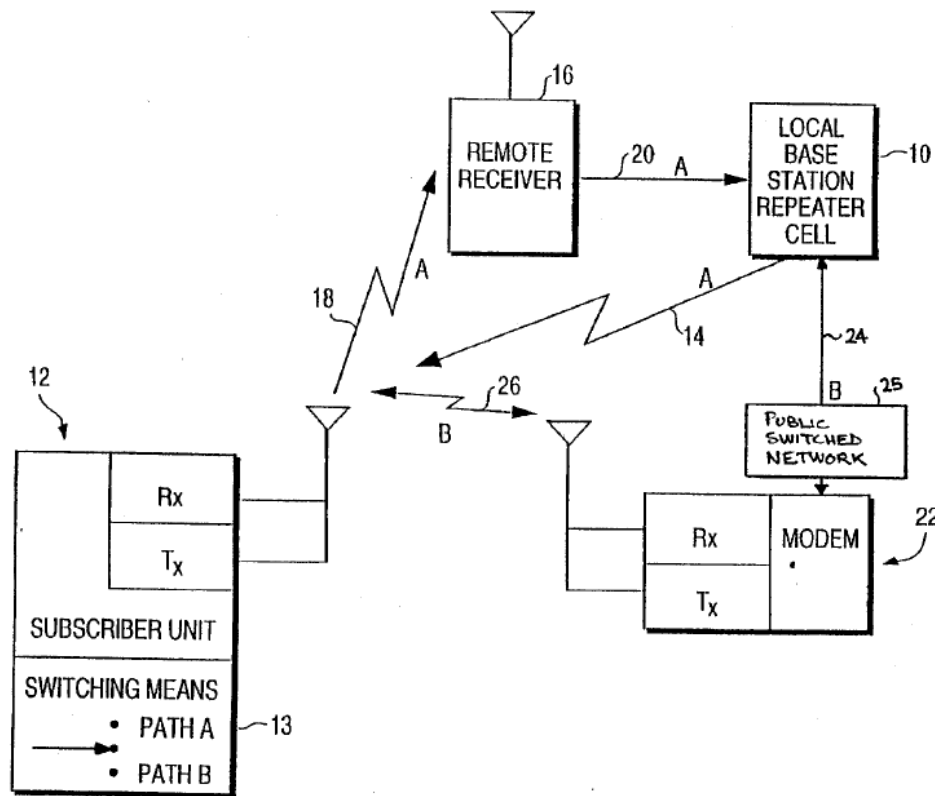 16
REMOTE
RECEIVER
20
A
LOCAL
BASE
STATION
REPEATER
CELL
10
18
A
A
14
24
12
26
B
B
25
PUBLIC
SWITCHED
NETWORK
Rx
Tx
SUBSCRIBER UNIT
SWITCHING MEANS
PATH A
PATH B
13
Rx
Tx
MODEM
22